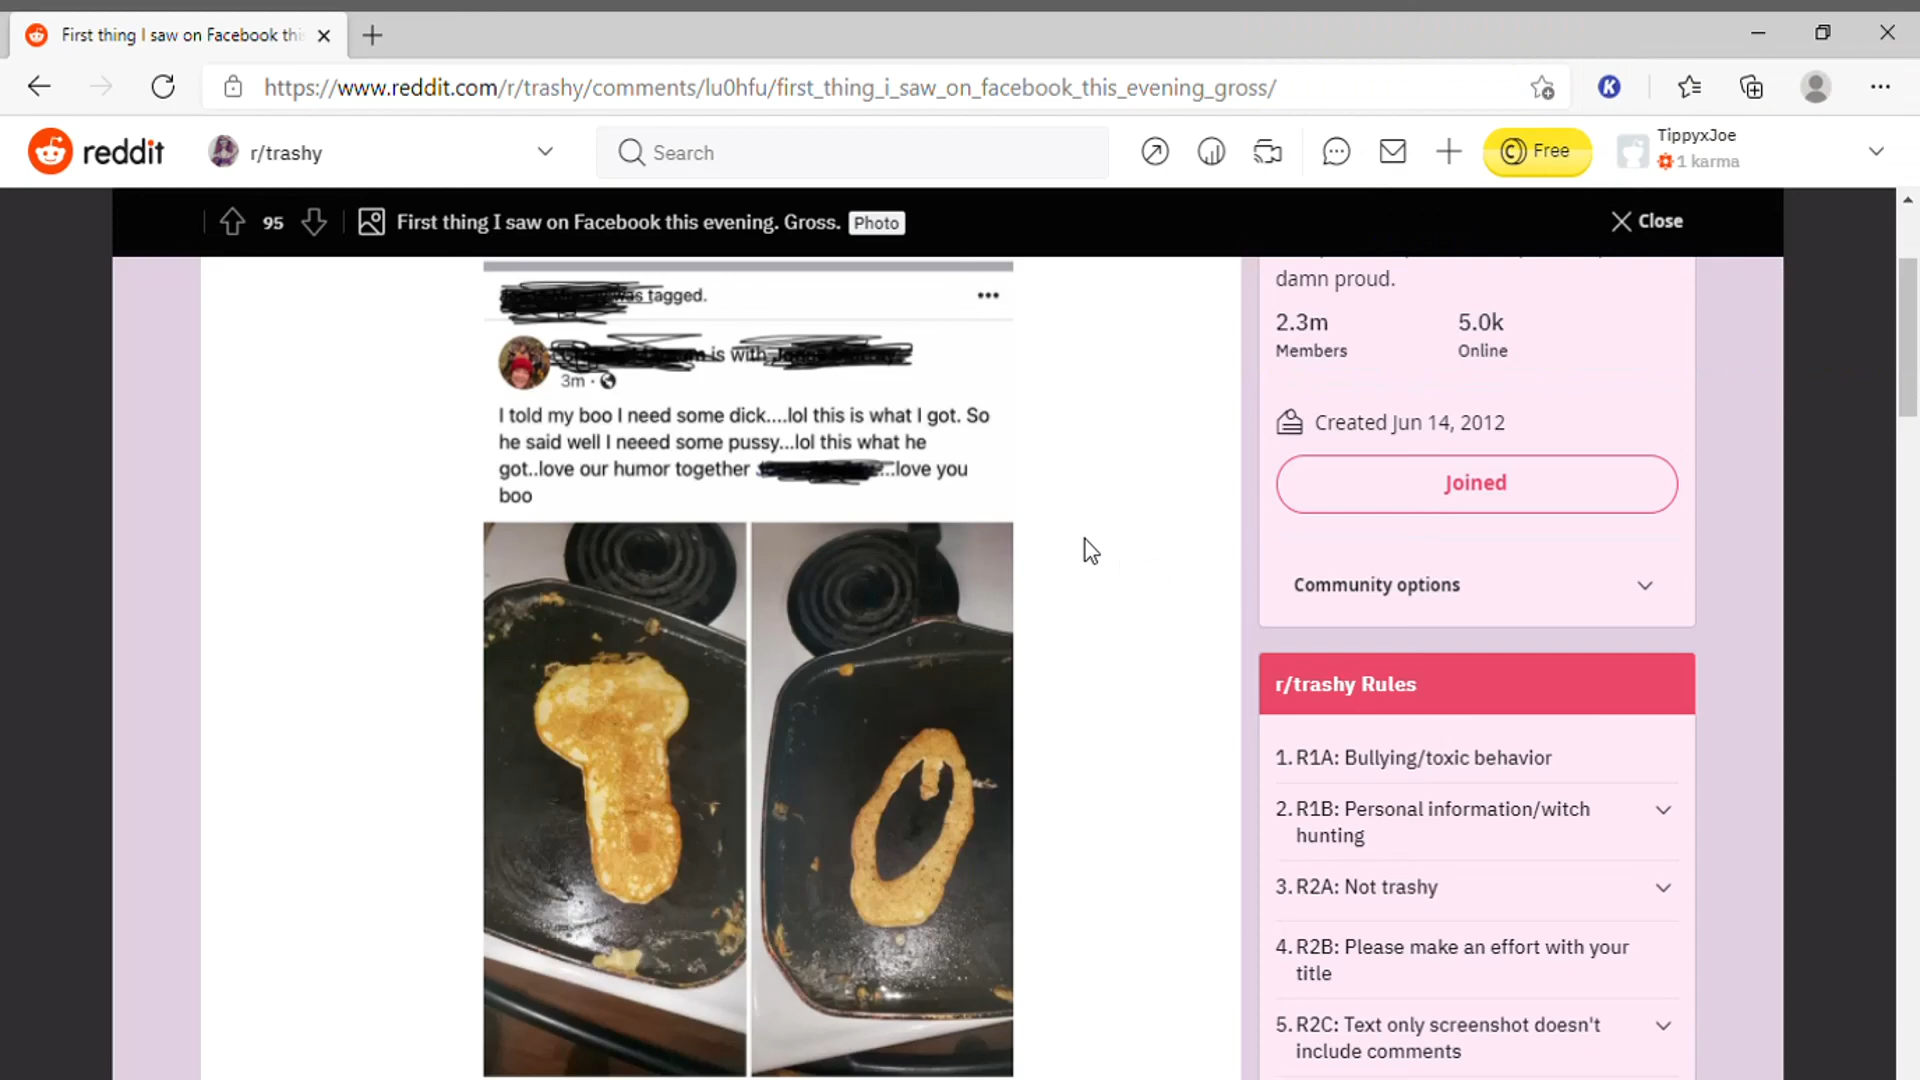 First thing I saw on Facebook thi
https://www.reddit.com/r/trashy/comments/lu0hfu/first_thing_i_saw_on_facebook_this_evening_gross/
K
reddit
r/trashy
Search
Free
TippyxJoe
1 karma
95
First thing I saw on Facebook this evening. Gross.
Photo
Close
was tagged.
is with
3m
I told my boo I need some dick....lol this is what I got. So
he said well I neeed some pussy...lol this what he
got..love our humor together ...love you
boo
damn proud.
2.3m
Members
5.0k
Online
Created Jun 14, 2012
Joined
Community options
r/trashy Rules
1. R1A: Bullying/toxic behavior
2. R1B: Personal information/witch
hunting
3. R2A: Not trashy
4. R2B: Please make an effort with your
title
5. R2C: Text only screenshot doesn't
include comments